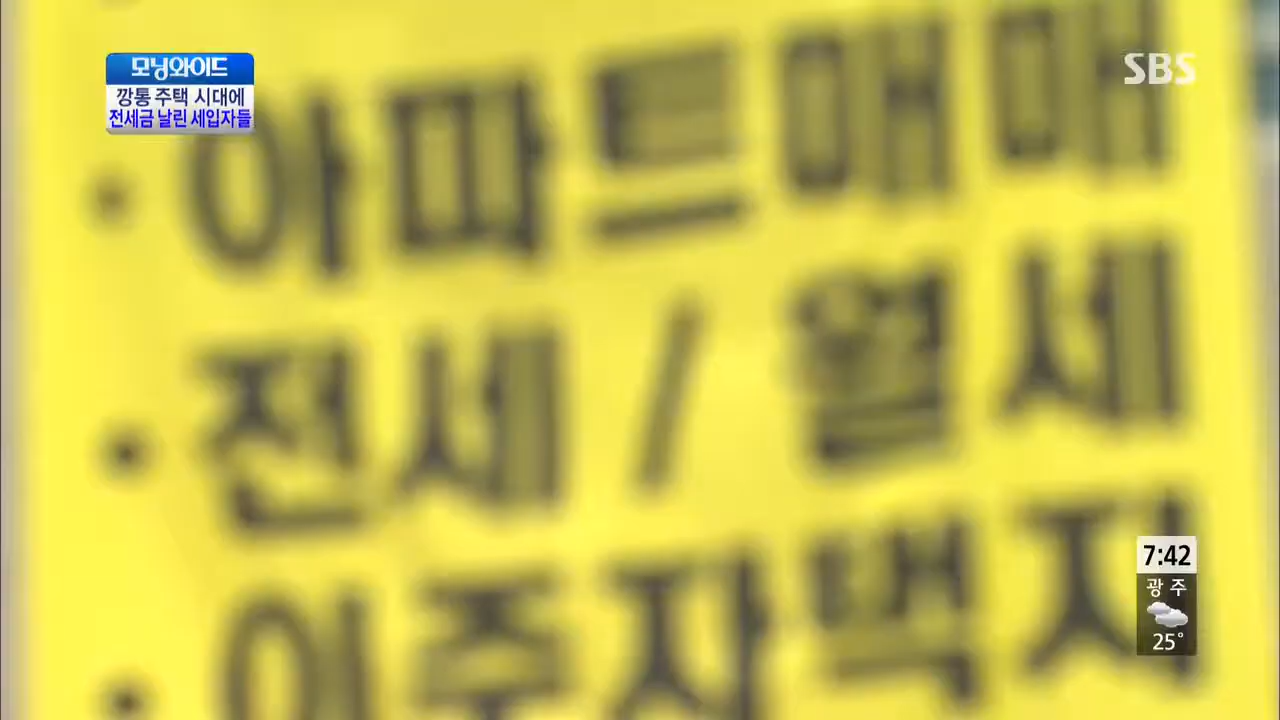 모닝와이드
깡통 주택 시대에
전세금 날린 세입자들
SBS
아파트매매
전세 / 월세
이주자택지
7:42
광주
25°